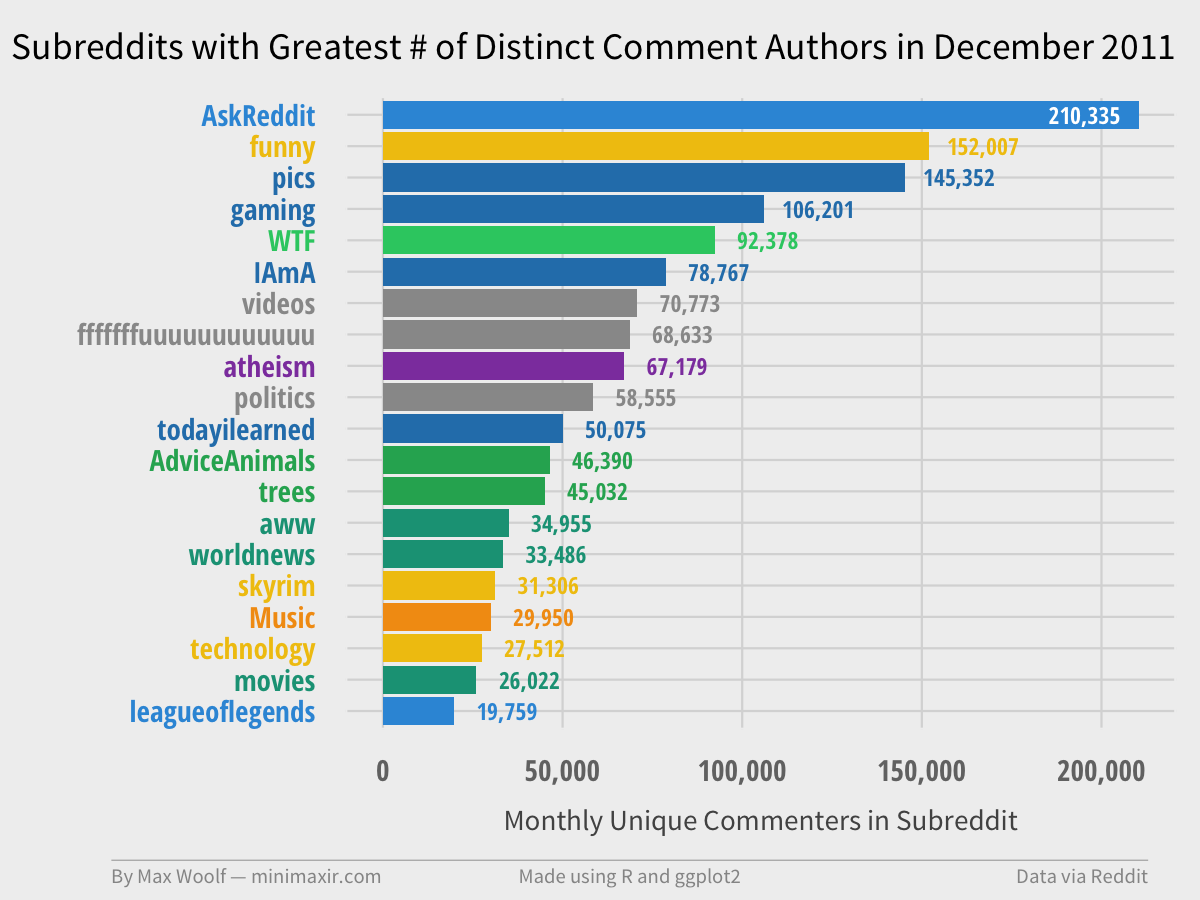 Subreddits with Greatest # of Distinct Comment Authors in December 2011
AskReddit 210,335
funny 152,007
pics 145,352
gaming 106,201
WTF 92,378
IAmA 78,767
videos 70,773
fffffffuuuuuuuuuuuu 68,633
atheism 67,179
politics 58,555
todayilearned 50,075
AdviceAnimals 46,390
trees 45,032
aww 34,955
worldnews 33,486
skyrim 31,306
Music 29,950
technology 27,512
movies 26,022
leagueoflegends 19,759
0 50,000 100,000 150,000 200,000
Monthly Unique Commenters in Subreddit
By Max Woolf — minimaxir.com Made using R and ggplot2 Data via Reddit